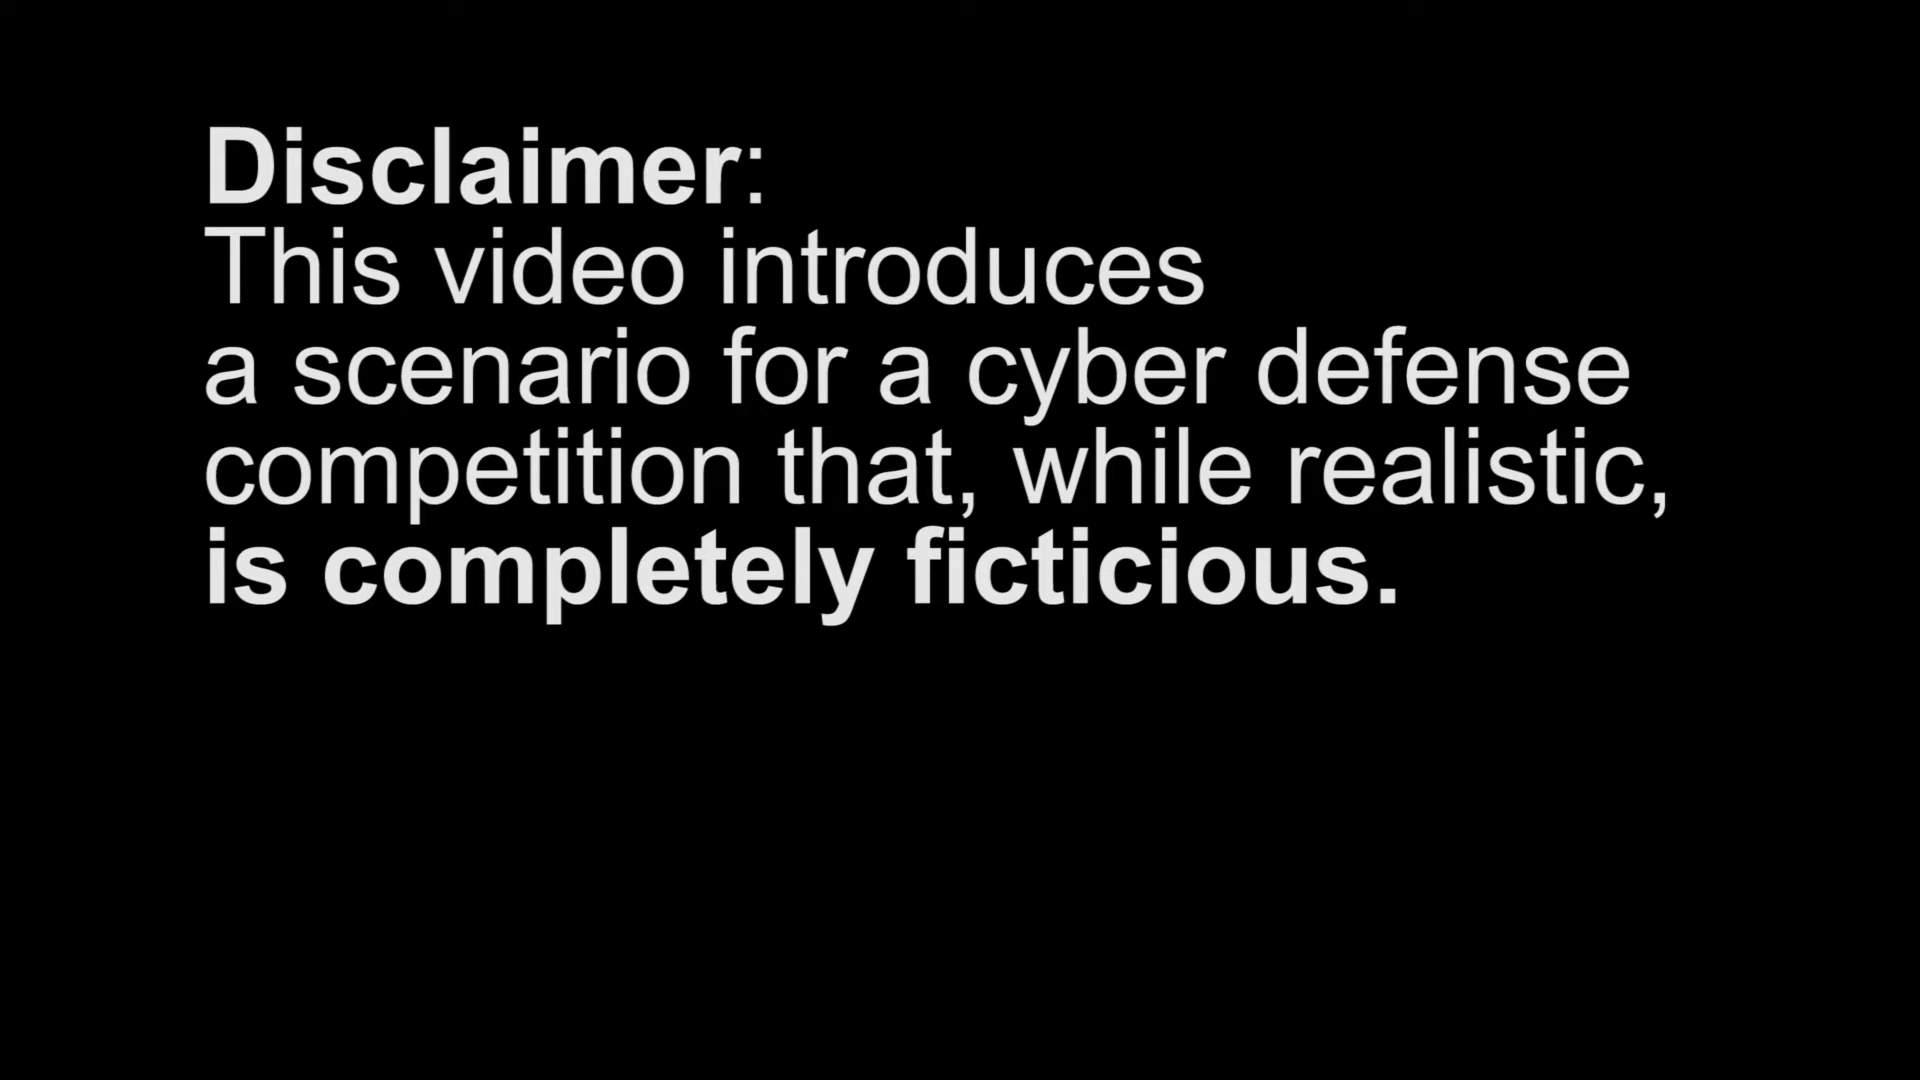 Disclaimer:
This video introduces
a scenario for a cyber defense
competition that, while realistic,
is completely ficticious.